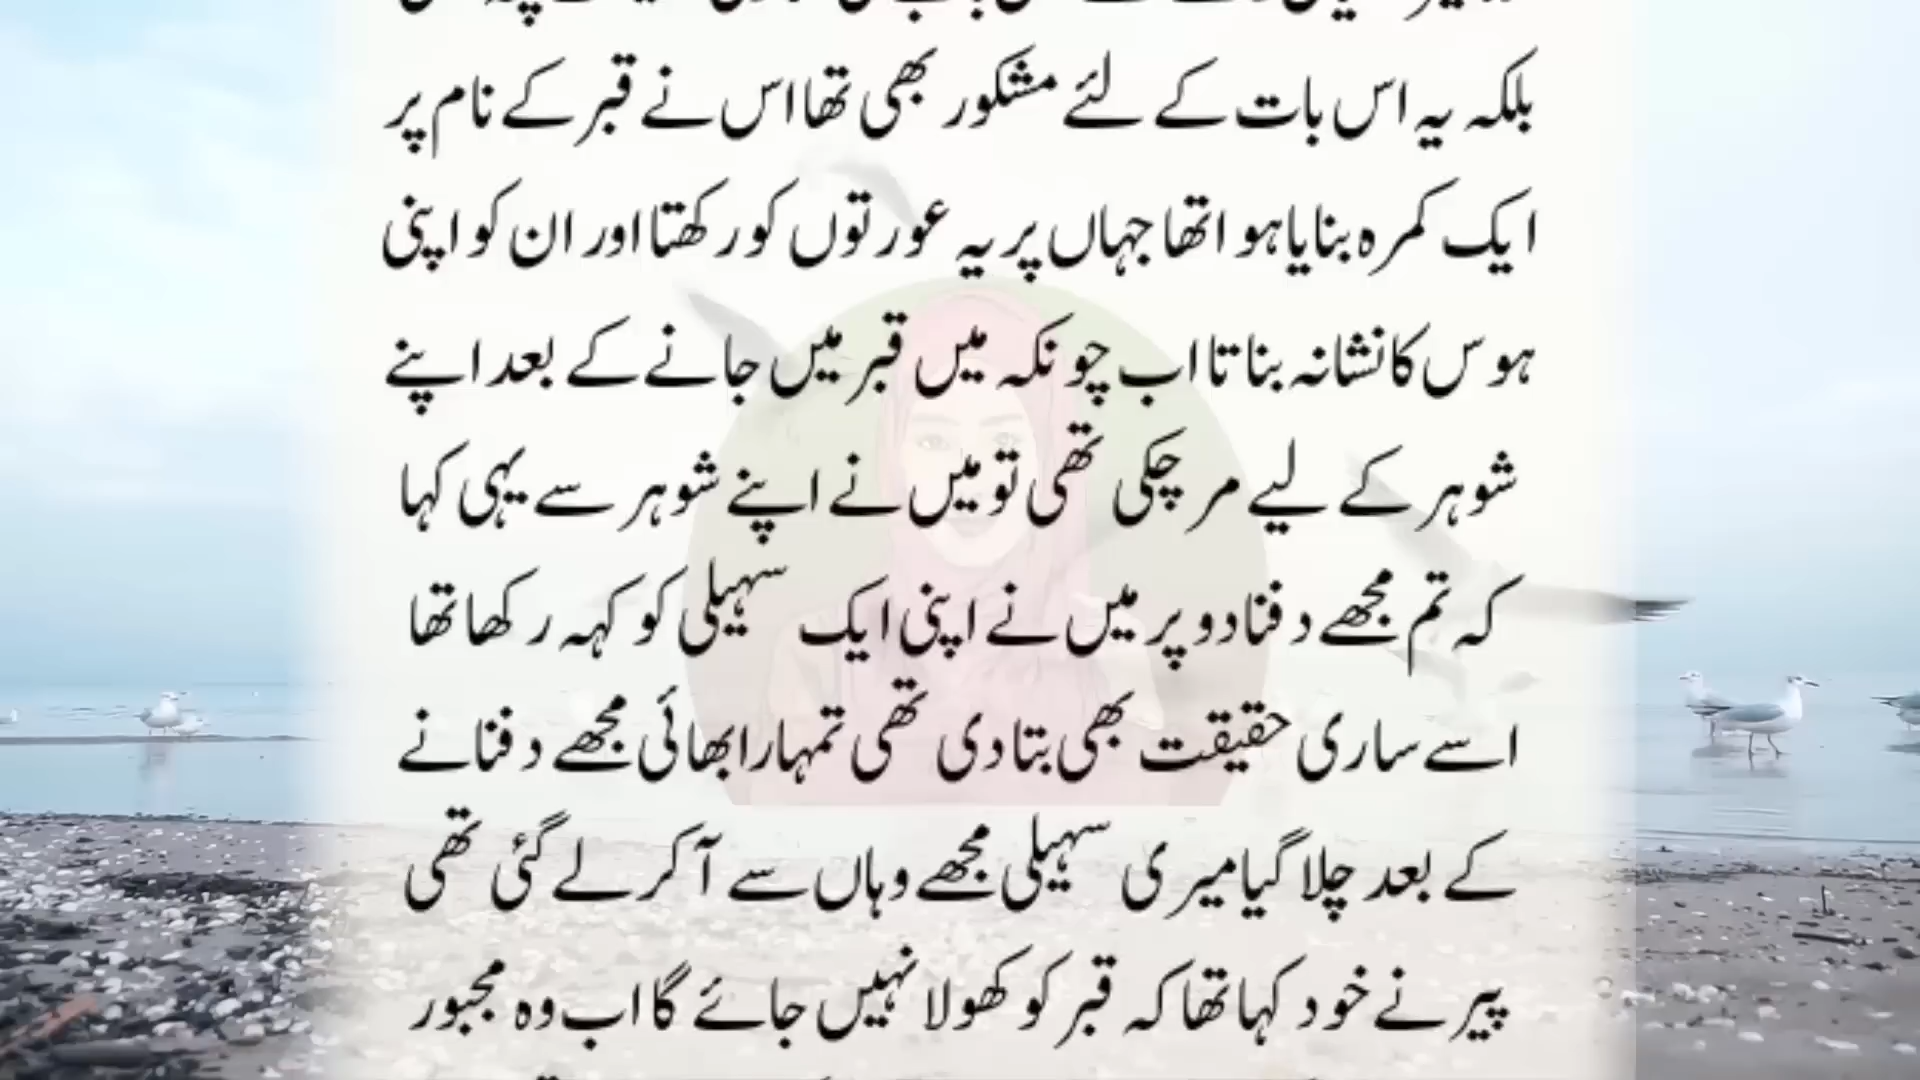 بلکہ یہ اس بات کے لئے مشکور بھی تھا اس نے قبر کے نام پر
ایک کمرہ بنایا ہوا تھا جہاں پر یہ عورتوں کو رکھتا اور ان کو اپنی
ہوس کا نشانہ بناتا اب چونکہ میں قبر میں جانے کے بعد اپنے
شوہر کے لیے مر چکی تھی تو میں نے اپنے شوہر سے یہی کہا
کہ تم مجھے دفنا دو پر میں نے اپنی ایک سہیلی کو کہہ رکھا تھا
اسے ساری حقیقت بھی بتا دی تھی تمہارا بھائی مجھے دفنانے
کے بعد چلا گیا میری سہیلی مجھے وہاں سے آ کر لے گئی تھی
پیر نے خود کہا تھا کہ قبر کو کھولا نہیں جائے گا اب وہ مجبور